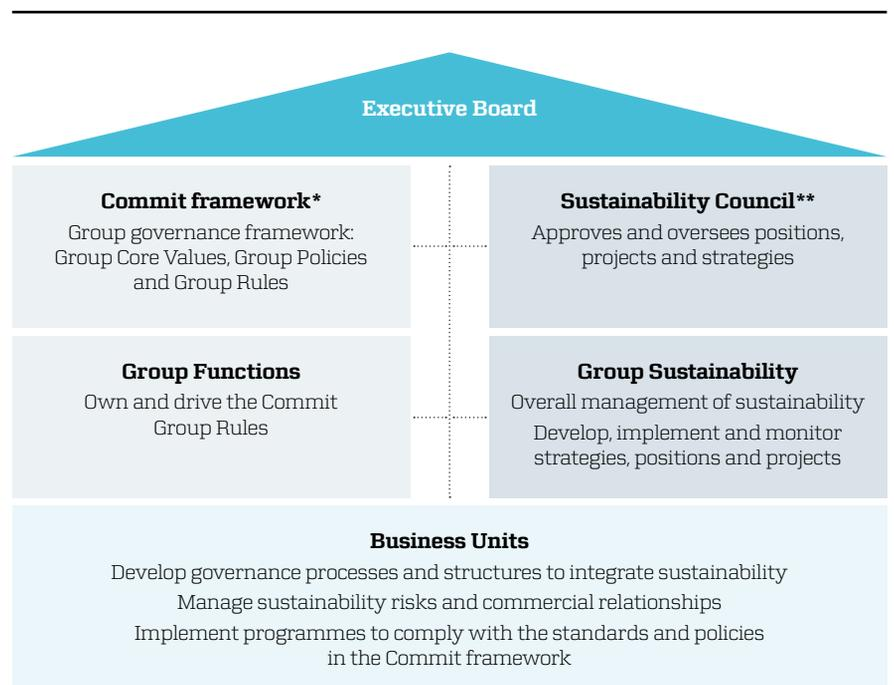 Executive Board
Commit framework*
Group governance framework:
Group Core Values, Group Policies
and Group Rules
Sustainability Council**
Approves and oversees positions,
projects and strategies
Group Functions
Own and drive the Commit
Group Rules
Group Sustainability
Overall management of sustainability
Develop, implement and monitor
strategies, positions and projects
Business Units
Develop governance processes and structures to integrate sustainability
Manage sustainability risks and commercial relationships
Implement programmes to comply with the standards and policies
in the Commit framework